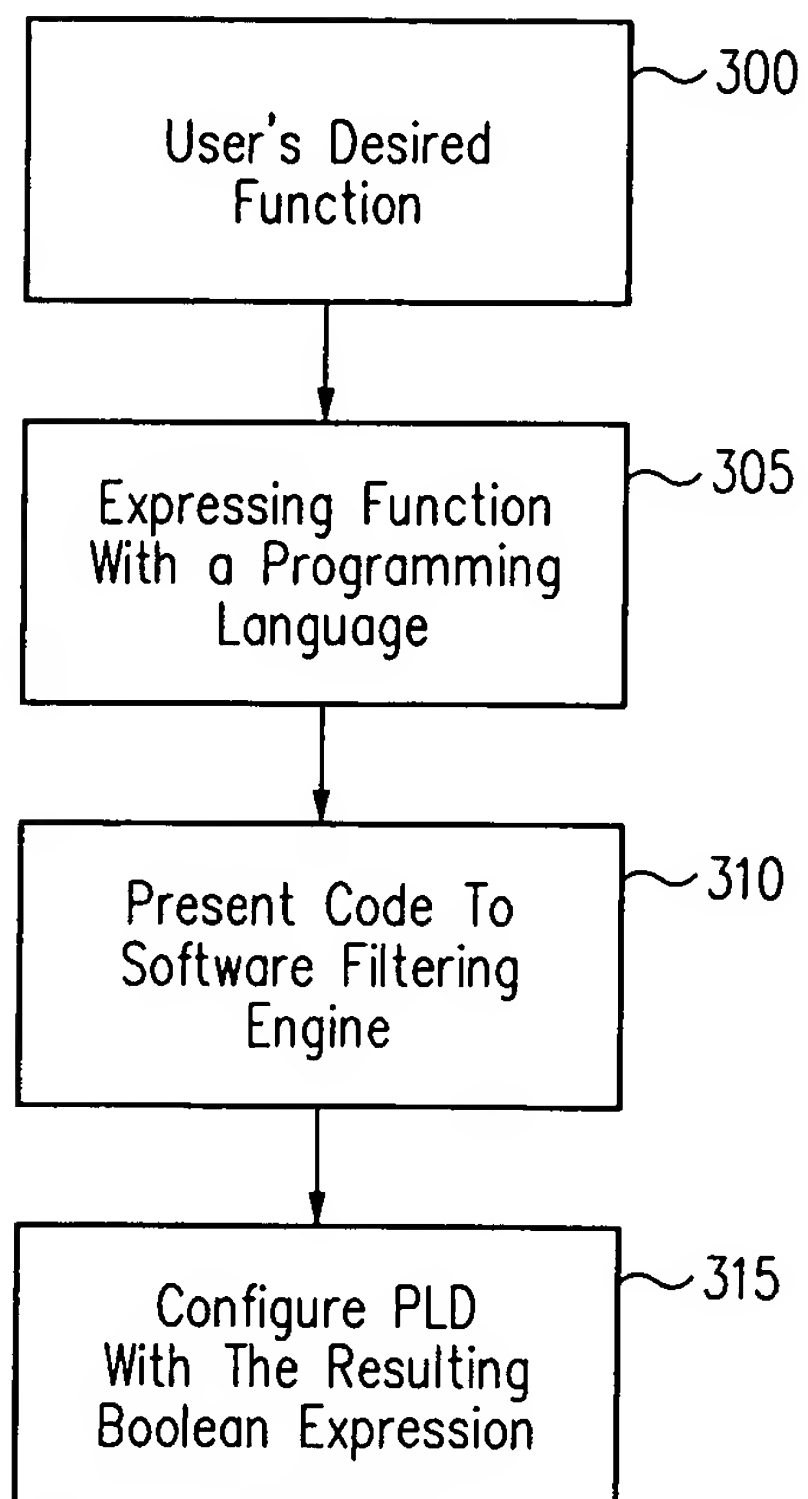 300
User's Desired
Function
305
Expressing Function
With a Programming
Language
310
Present Code To
Software Filtering
Engine
315
Configure PLD
With The Resulting
Boolean Expression